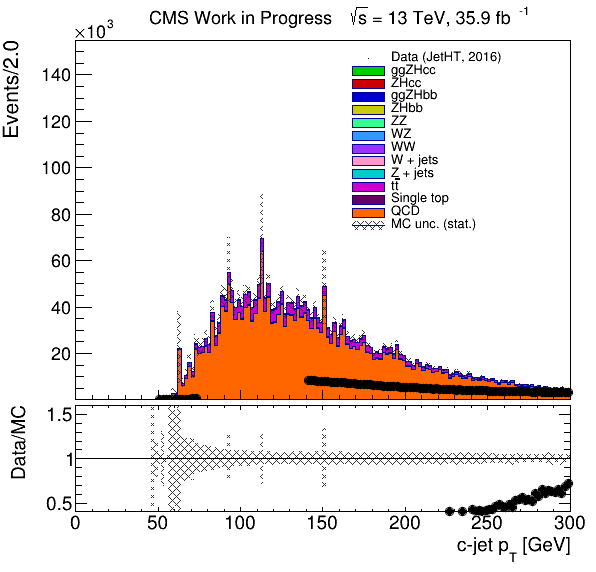 CMS Work in Progress √s = 13 TeV, 35.9 fb⁻¹
×10³
Events/2.0
140
120
100
80
60
40
20
Data (JetHT, 2016)
ggZHcc
ZHcc
ggZHbb
ZHbb
ZZ
WZ
WW
W + jets
Z + jets
tt̅
Single top
QCD
MC unc. (stat.)
Data/MC
1.5
1
0.5
0 50 100 150 200 250 300
c-jet p_T [GeV]